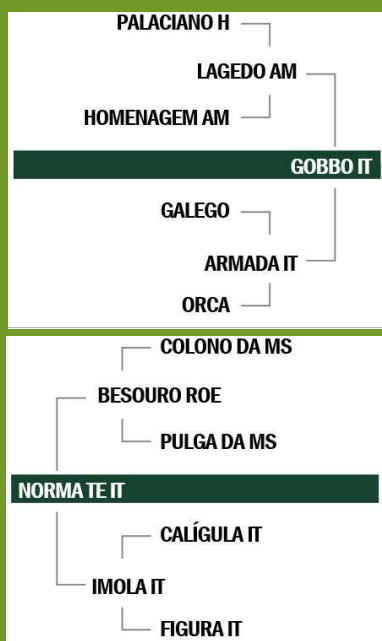 PALACIANO H
LAGEDO AM
HOMENAGEM AM
GOBBO IT
GALEGO
ARMADA IT
ORCA
COLONO DA MS
BESOURO ROE
PULGA DA MS
NORMA TE IT
CALÍGULA IT
IMOLA IT
FIGURA IT